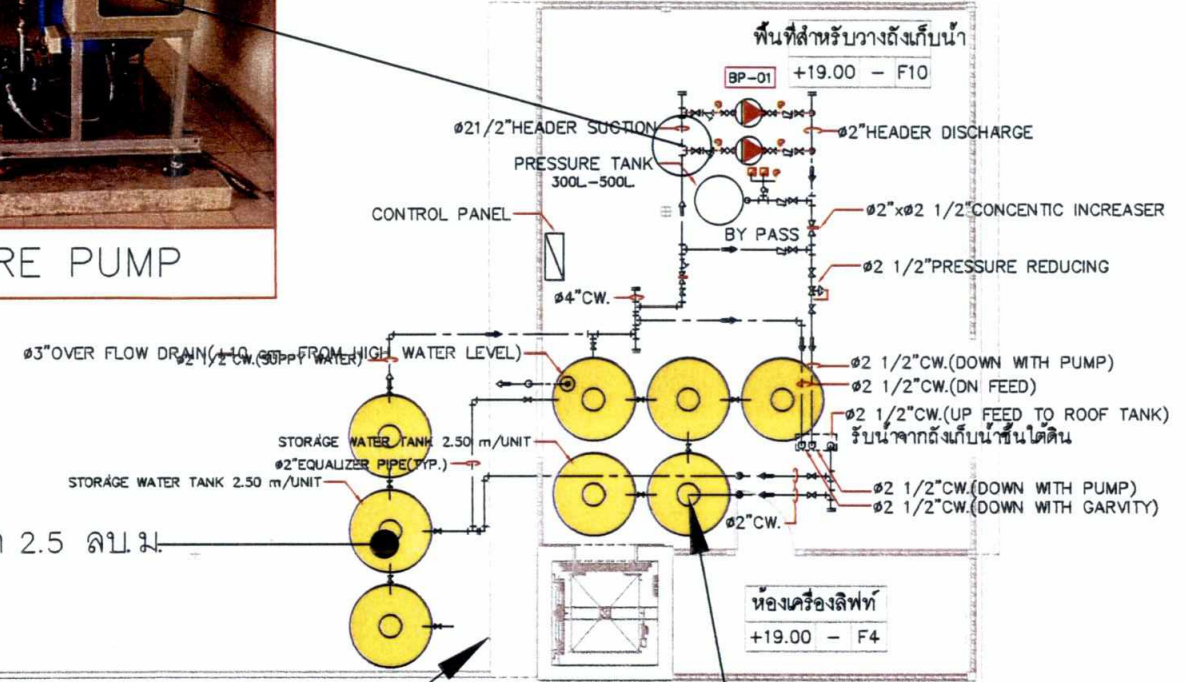 พื้นที่สำหรับวางถังเก็บน้ำ
+19.00 - F10
BP-01
ø21/2"HEADER SUCTION
ø2"HEADER DISCHARGE
PRESSURE TANK
300L.-500L.
CONTROL PANEL
ø2"xø2 1/2"CONCENTIC INCREASER
BY PASS
RE PUMP
ø2 1/2"PRESSURE REDUCING
ø4"CW.
ø3"OVER FLOW DRAIN(+10 cm. FROM HIGH WATER LEVEL)
ø2 1/2"CW.(SUPPY WATER)
ø2 1/2"CW.(DOWN WITH PUMP)
ø2 1/2"CW.(DN FEED)
ø2 1/2"CW.(UP FEED TO ROOF TANK)
รับน้ำจากถังเก็บน้ำชั้นใต้ดิน
STORAGE WATER TANK 2.50 m/UNIT
ø2"EQUALIZER PIPE(TYP.)
STORAGE WATER TANK 2.50 m/UNIT
ø2 1/2"CW.(DOWN WITH PUMP)
ø2 1/2"CW.(DOWN WITH GARVITY)
ø2"CW.
2.5 ลบ.ม.
ห้องเครื่องลิฟท์
+19.00 - F4